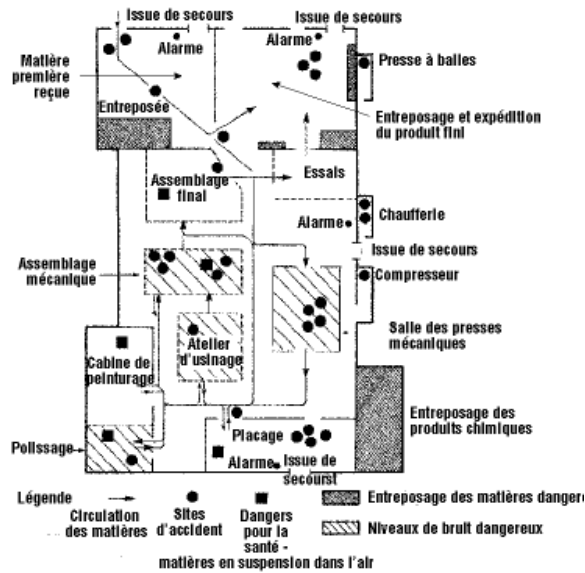 Issue de secours
Issue de secours
Alarme
Alarme
Presse à balles
Matière
première
reçue
Entreposée
Entreposage et expédition
du produit fini
Essais
Assemblage
final
Chaufferie
Alarme
Issue de secours
Assemblage
mécanique
Compresseur
Atelier
d'usinage
Salle des presses
mécaniques
Cabine de
peinturage
Entreposage des
produits chimiques
Placage
Polissage
Alarme
Issue de
secourst
Légende
Circulation
des matières
Sites
d'accident
Dangers
pour la
santé -
matières en suspension dans l'air
Entreposage des matières dangere
Niveaux de bruit dangereux